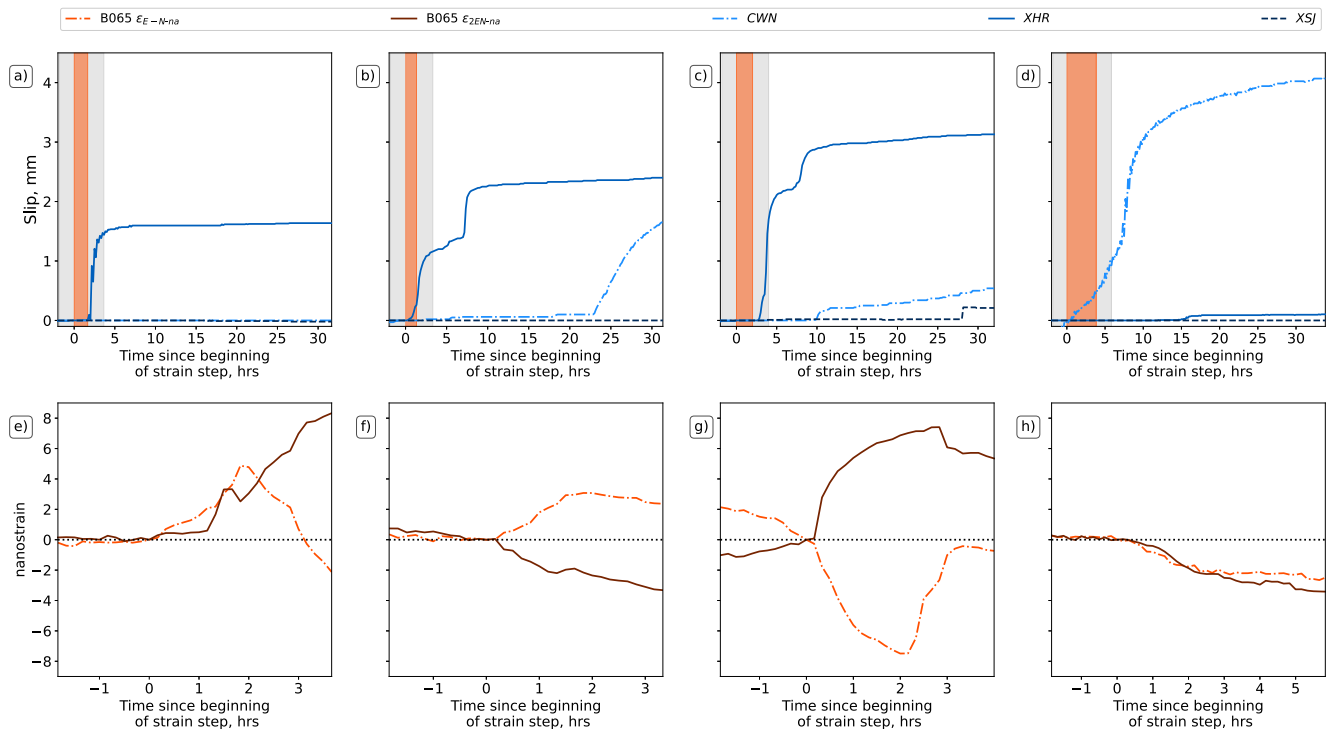 B065 εE−N-na B065 ε2EN-na CWN XHR XSJ
a) b) c) d)
Slip, mm
4
3
2
1
0
0 5 10 15 20 25 30
0 5 10 15 20 25 30
0 5 10 15 20 25 30
0 5 10 15 20 25 30
Time since beginning
of strain step, hrs
Time since beginning
of strain step, hrs
Time since beginning
of strain step, hrs
Time since beginning
of strain step, hrs
e) f) g) h)
nanostrain
8
6
4
2
0
−2
−4
−6
−8
−1 0 1 2 3
−1 0 1 2 3
−1 0 1 2 3
−1 0 1 2 3 4 5
Time since beginning
of strain step, hrs
Time since beginning
of strain step, hrs
Time since beginning
of strain step, hrs
Time since beginning
of strain step, hrs